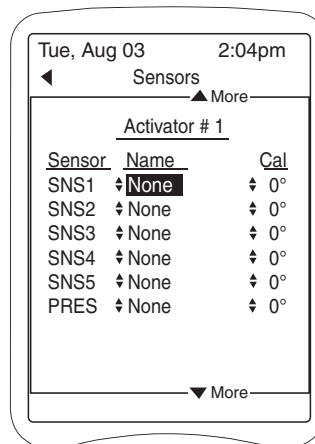 Tue, Aug 03 2:04pm
Sensors
More
Activator # 1
Sensor Name Cal
SNS1 None 0°
SNS2 None 0°
SNS3 None 0°
SNS4 None 0°
SNS5 None 0°
PRES None 0°
More